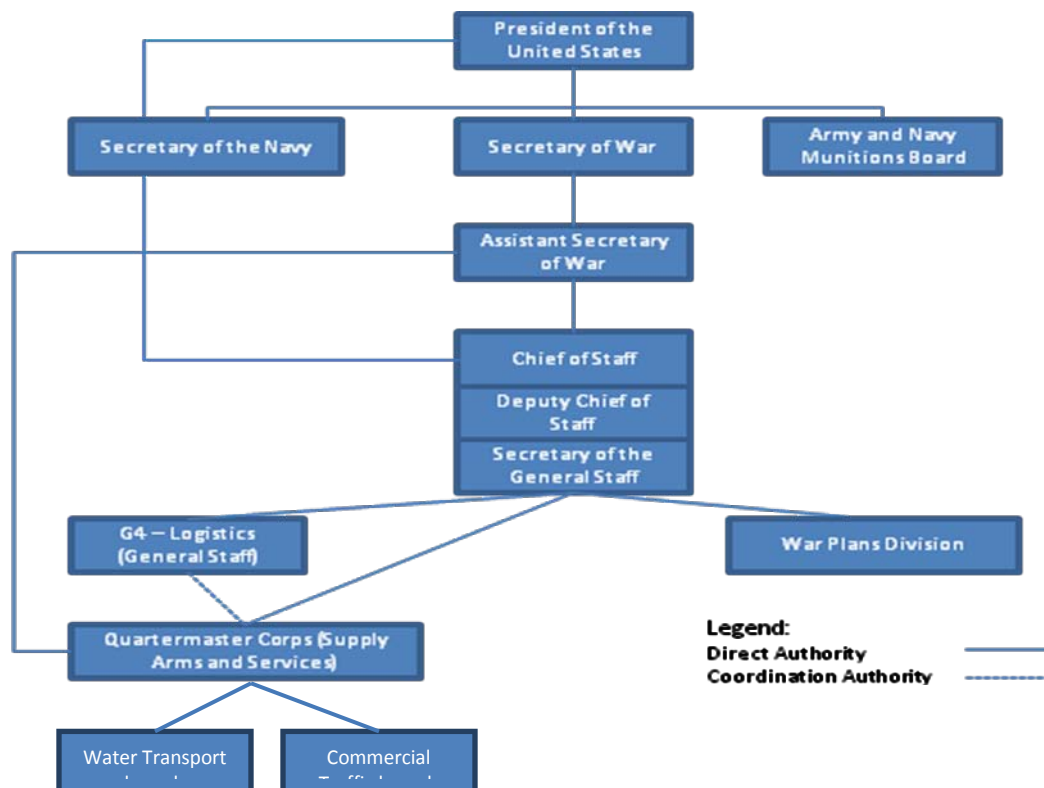 President of the
United States
Secretary of the Navy
Secretary of War
Army and Navy
Munitions Board
Assistant Secretary
of War
Chief of Staff
Deputy Chief of
Staff
Secretary of the
General Staff
G4 – Logistics
(General Staff)
War Plans Division
Quartermaster Corps (Supply
Arms and Services)
Legend:
Direct Authority
Coordination Authority
Water Transport
Commercial